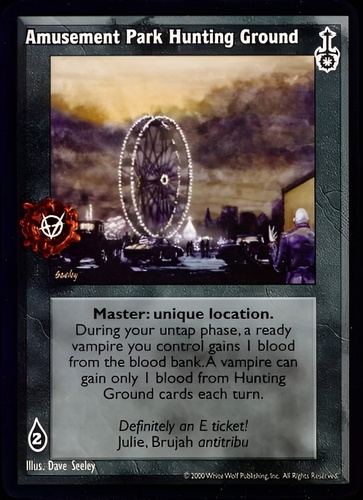 Amusement Park Hunting Ground
Seeley
Master: unique location.
During your untap phase, a ready
vampire you control gains 1 blood
from the blood bank. A vampire can
gain only 1 blood from Hunting
Ground cards each turn.
Definitely an E ticket!
Julie, Brujah antitribu
2
Illus. Dave Seeley
© 2000 White Wolf Publishing, Inc. All Rights Reserved.